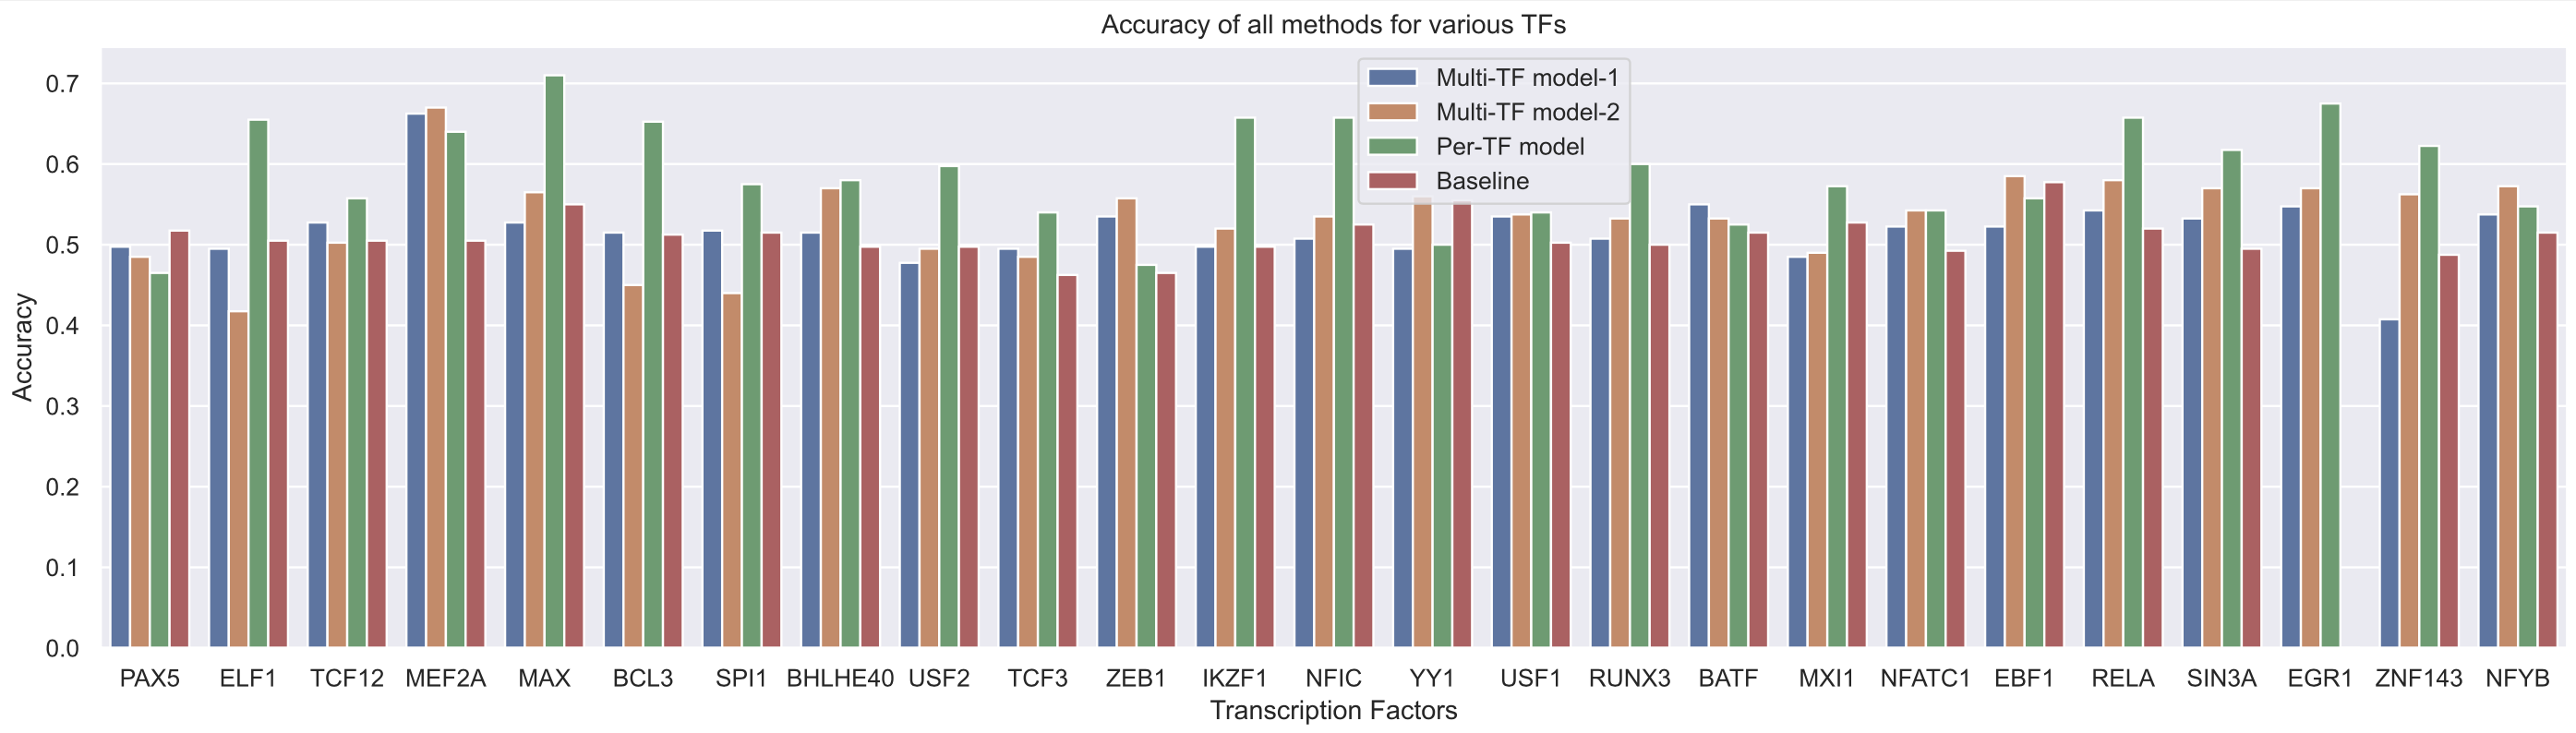 Accuracy of all methods for various TFs
Multi-TF model-1
Multi-TF model-2
Per-TF model
Baseline
Accuracy
0.7
0.6
0.5
0.4
0.3
0.2
0.1
0.0
PAX5 ELF1 TCF12 MEF2A MAX BCL3 SPI1 BHLHE40 USF2 TCF3 ZEB1 IKZF1 NFIC YY1 USF1 RUNX3 BATF MXI1 NFATC1 EBF1 RELA SIN3A EGR1 ZNF143 NFYB
Transcription Factors